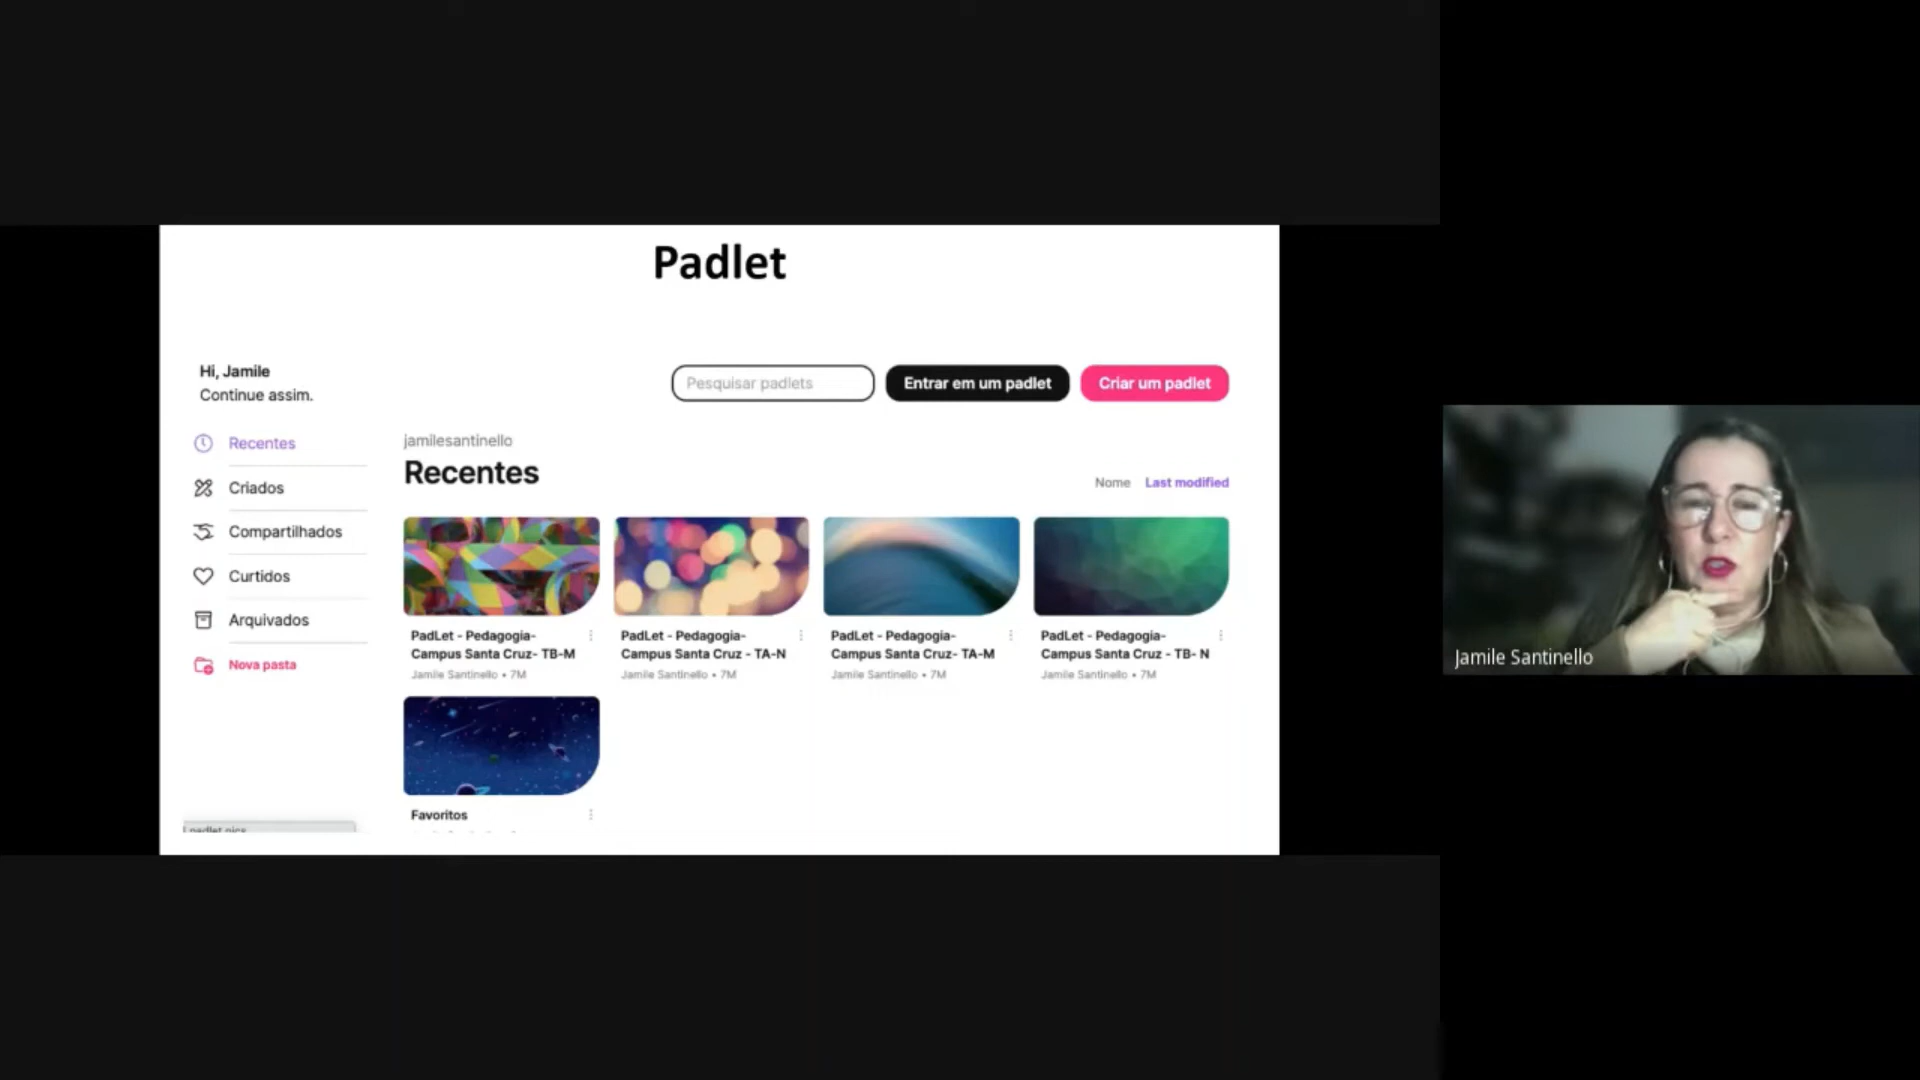 Padlet
Hi, Jamile
Continue assim.
Pesquisar padlets
Entrar em um padlet
Criar um padlet
Recentes
Criados
Compartilhados
Curtidos
Arquivados
Nova pasta
jamilesantinello
Recentes
Nome
Last modified
PadLet - Pedagogia-
Campus Santa Cruz- TB-M
Jamile Santinello • 7M
PadLet - Pedagogia-
Campus Santa Cruz - TA-N
Jamile Santinello • 7M
PadLet - Pedagogia-
Campus Santa Cruz- TA-M
Jamile Santinello • 7M
PadLet - Pedagogia-
Campus Santa Cruz - TB- N
Jamile Santinello • 7M
Favoritos
Jamile Santinello